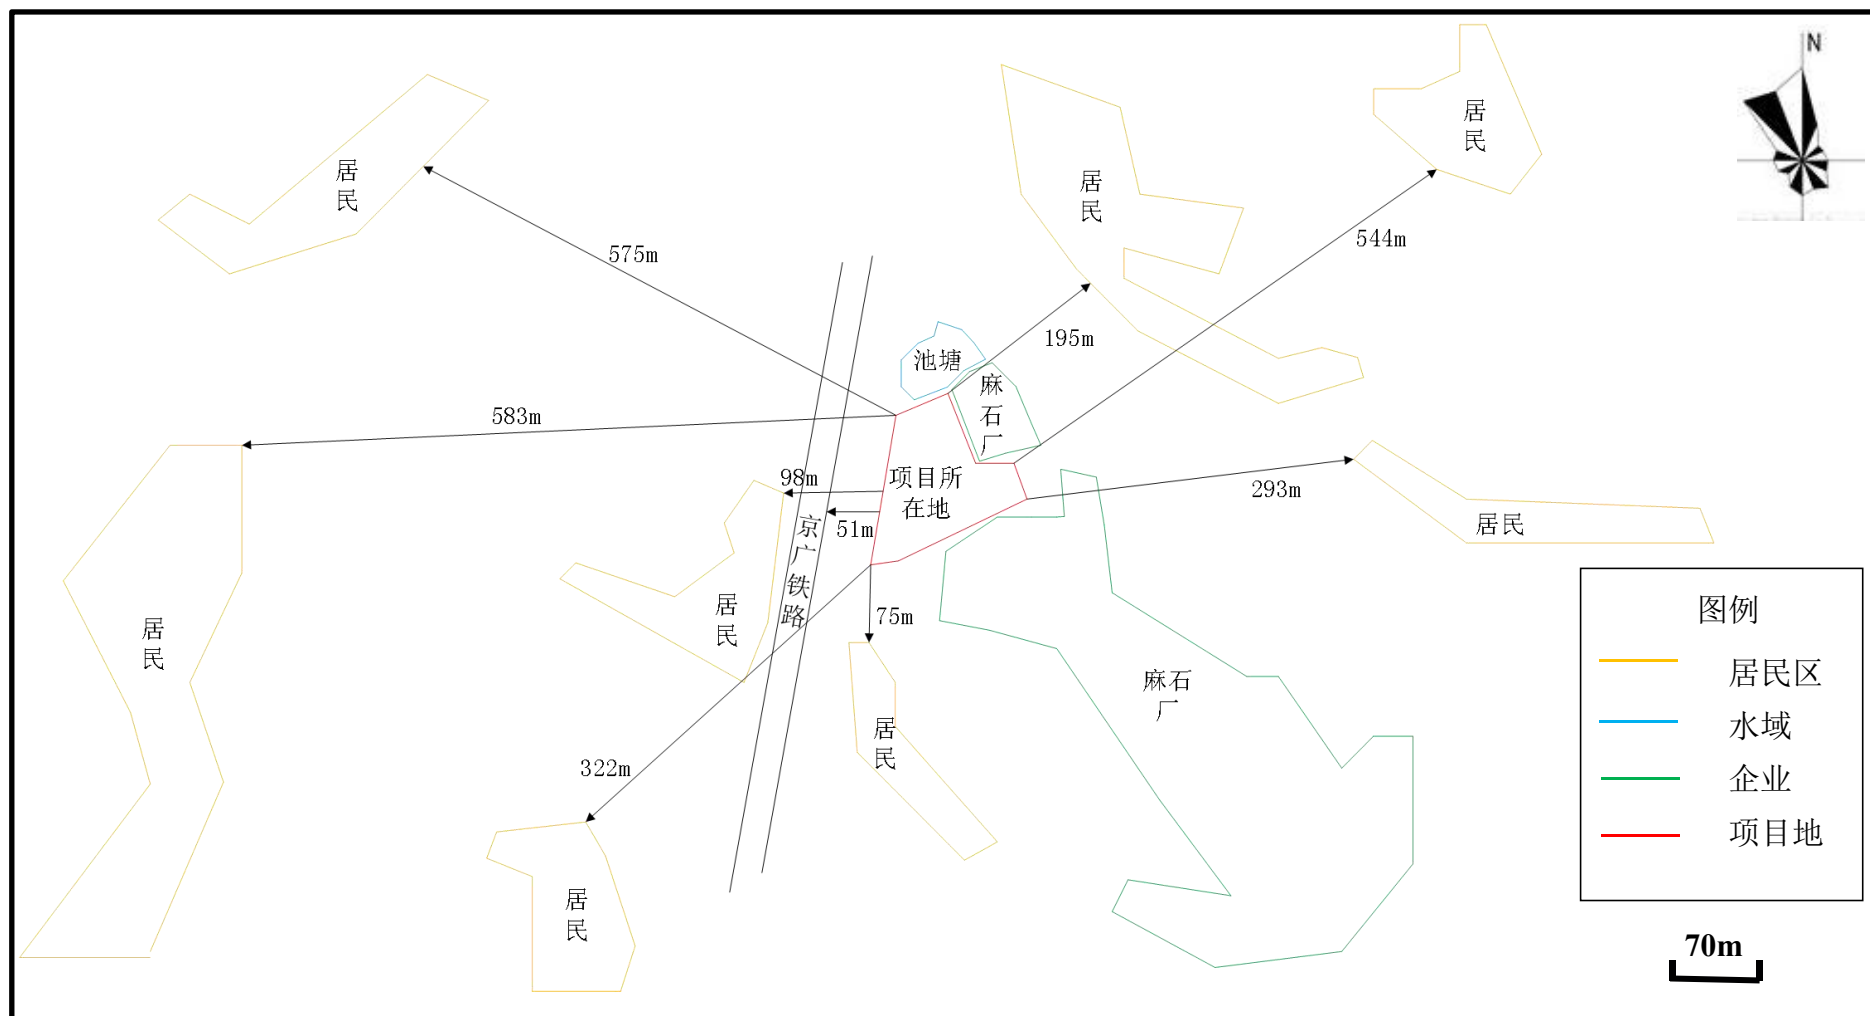 N
居
民
居
民
居
民
544m
575m
195m
池塘
麻
石
厂
583m
98m
项目所
在地
293m
51m
京
广
铁
路
居民
居
民
75m
居
民
图例
居民区
水域
企业
项目地
麻石
厂
居
民
322m
居
民
70m